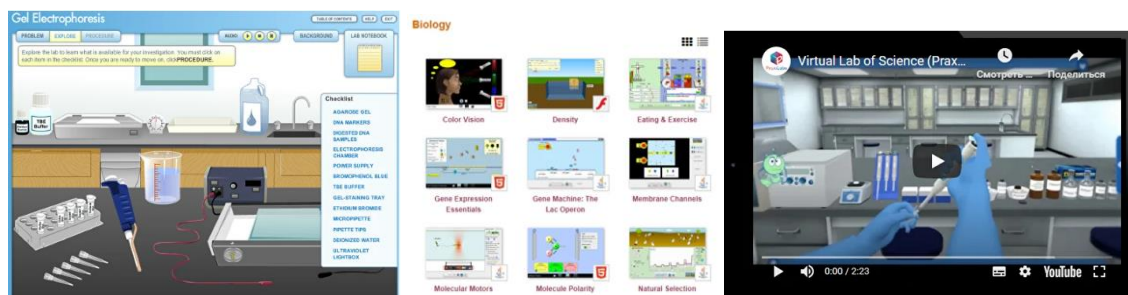 Gel Electrophoresis
TABLE OF CONTENTS HELP EXIT
PROBLEM EXPLORE PROCEDURE
AUDIO
BACKGROUND
LAB NOTEBOOK
Explore the lab to learn what is available for your investigation. You must click on
each item in the checklist. Once you are ready to move on, click PROCEDURE.
TBE
Buffer
Checklist
AGAROSE GEL
DNA MARKERS
DIGESTED DNA
SAMPLES
ELECTROPHORESIS
CHAMBER
POWER SUPPLY
BROMOPHENOL BLUE
TBE BUFFER
GEL-STAINING TRAY
ETHIDIUM BROMIDE
MICROPIPETTE
PIPETTE TIPS
DEIONIZED WATER
ULTRAVIOLET
LIGHTBOX
Biology
Color Vision
Density
Eating & Exercise
Gene Expression
Essentials
Gene Machine: The
Lac Operon
Membrane Channels
Molecular Motors
Molecule Polarity
Natural Selection
Virtual Lab of Science (Prax...
Смотреть ...
Поделиться
0:00 / 2:23
YouTube